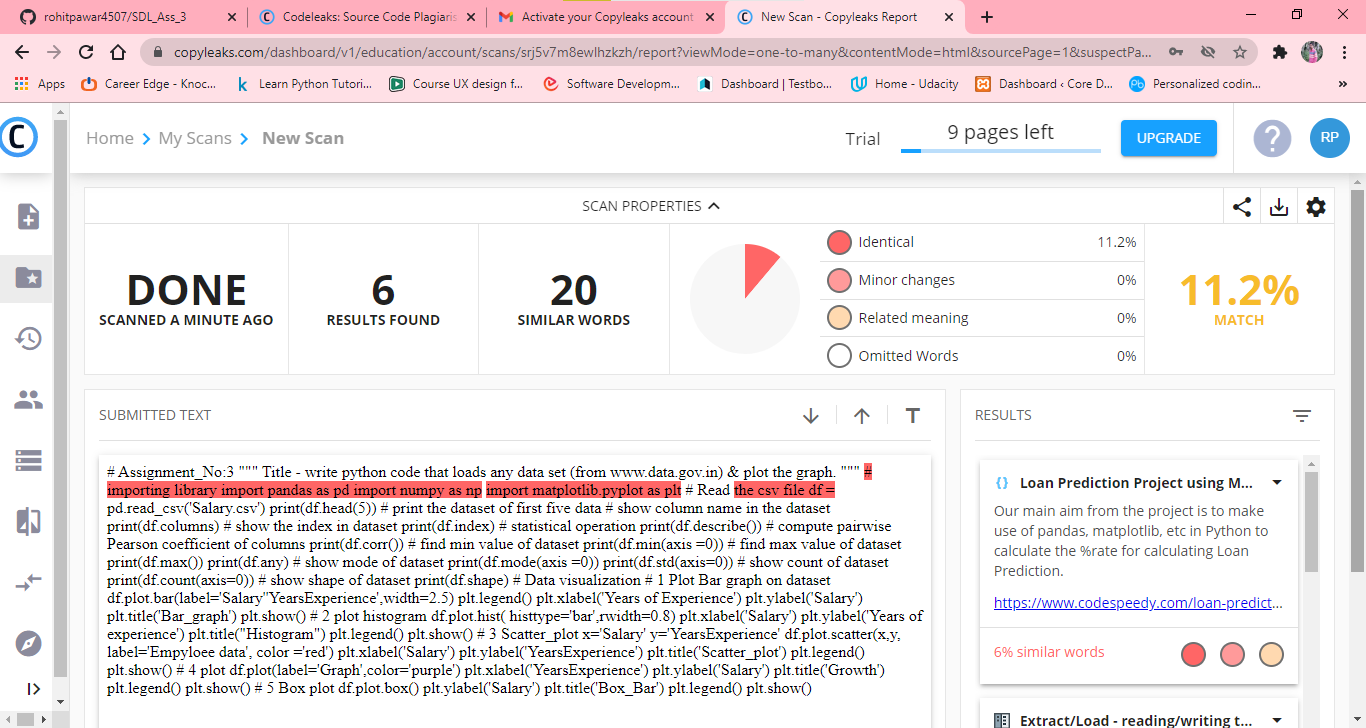 rohitpawar4507/SDL_Ass_3
Codeleaks: Source Code Plagiaris
Activate your Copyleaks account
New Scan - Copyleaks Report
copyleaks.com/dashboard/v1/education/account/scans/srj5v7m8ewlhzkzh/report?viewMode=one-to-many&contentMode=html&sourcePage=1&suspectPa...
Apps
Career Edge - Knoc...
Learn Python Tutori...
Course UX design f...
Software Developm...
Dashboard | Testbo...
Home - Udacity
Dashboard ‹ Core D...
Personalized codin...
Home
My Scans
New Scan
Trial
9 pages left
UPGRADE
?
RP
SCAN PROPERTIES
DONE
SCANNED A MINUTE AGO
6
RESULTS FOUND
20
SIMILAR WORDS
Identical 11.2%
Minor changes 0%
Related meaning 0%
Omitted Words 0%
11.2%
MATCH
SUBMITTED TEXT
# Assignment_No:3 """ Title - write python code that loads any data set (from www.data.gov.in) & plot the graph. """ #
importing library import pandas as pd import numpy as np import matplotlib.pyplot as plt # Read the csv file df =
pd.read_csv('Salary.csv') print(df.head(5)) # print the dataset of first five data # show column name in the dataset
print(df.columns) # show the index in dataset print(df.index) # statistical operation print(df.describe()) # compute pairwise
Pearson coefficient of columns print(df.corr()) # find min value of dataset print(df.min(axis =0)) # find max value of dataset
print(df.max()) print(df.any) # show mode of dataset print(df.mode(axis =0)) print(df.std(axis=0)) # show count of dataset
print(df.count(axis=0)) # show shape of dataset print(df.shape) # Data visualization # 1 Plot Bar graph on dataset
df.plot.bar(label='Salary''YearsExperience',width=2.5) plt.legend() plt.xlabel('Years of Experience') plt.ylabel('Salary')
plt.title('Bar_graph') plt.show() # 2 plot histogram df.plot.hist( histtype='bar',rwidth=0.8) plt.xlabel('Salary') plt.ylabel('Years of
experience') plt.title("Histogram") plt.legend() plt.show() # 3 Scatter_plot x='Salary' y='YearsExperience' df.plot.scatter(x,y,
label='Empyloee data', color ='red') plt.xlabel('Salary') plt.ylabel('YearsExperience') plt.title('Scatter_plot') plt.legend()
plt.show() # 4 plot df.plot(label='Graph',color='purple') plt.xlabel('YearsExperience') plt.ylabel('Salary') plt.title('Growth')
plt.legend() plt.show() # 5 Box plot df.plot.box() plt.ylabel('Salary') plt.title('Box_Bar') plt.legend() plt.show()
RESULTS
Loan Prediction Project using M...
Our main aim from the project is to make
use of pandas, matplotlib, etc in Python to
calculate the %rate for calculating Loan
Prediction.
https://www.codespeedy.com/loan-predict...
6% similar words
Extract/Load - reading/writing t...